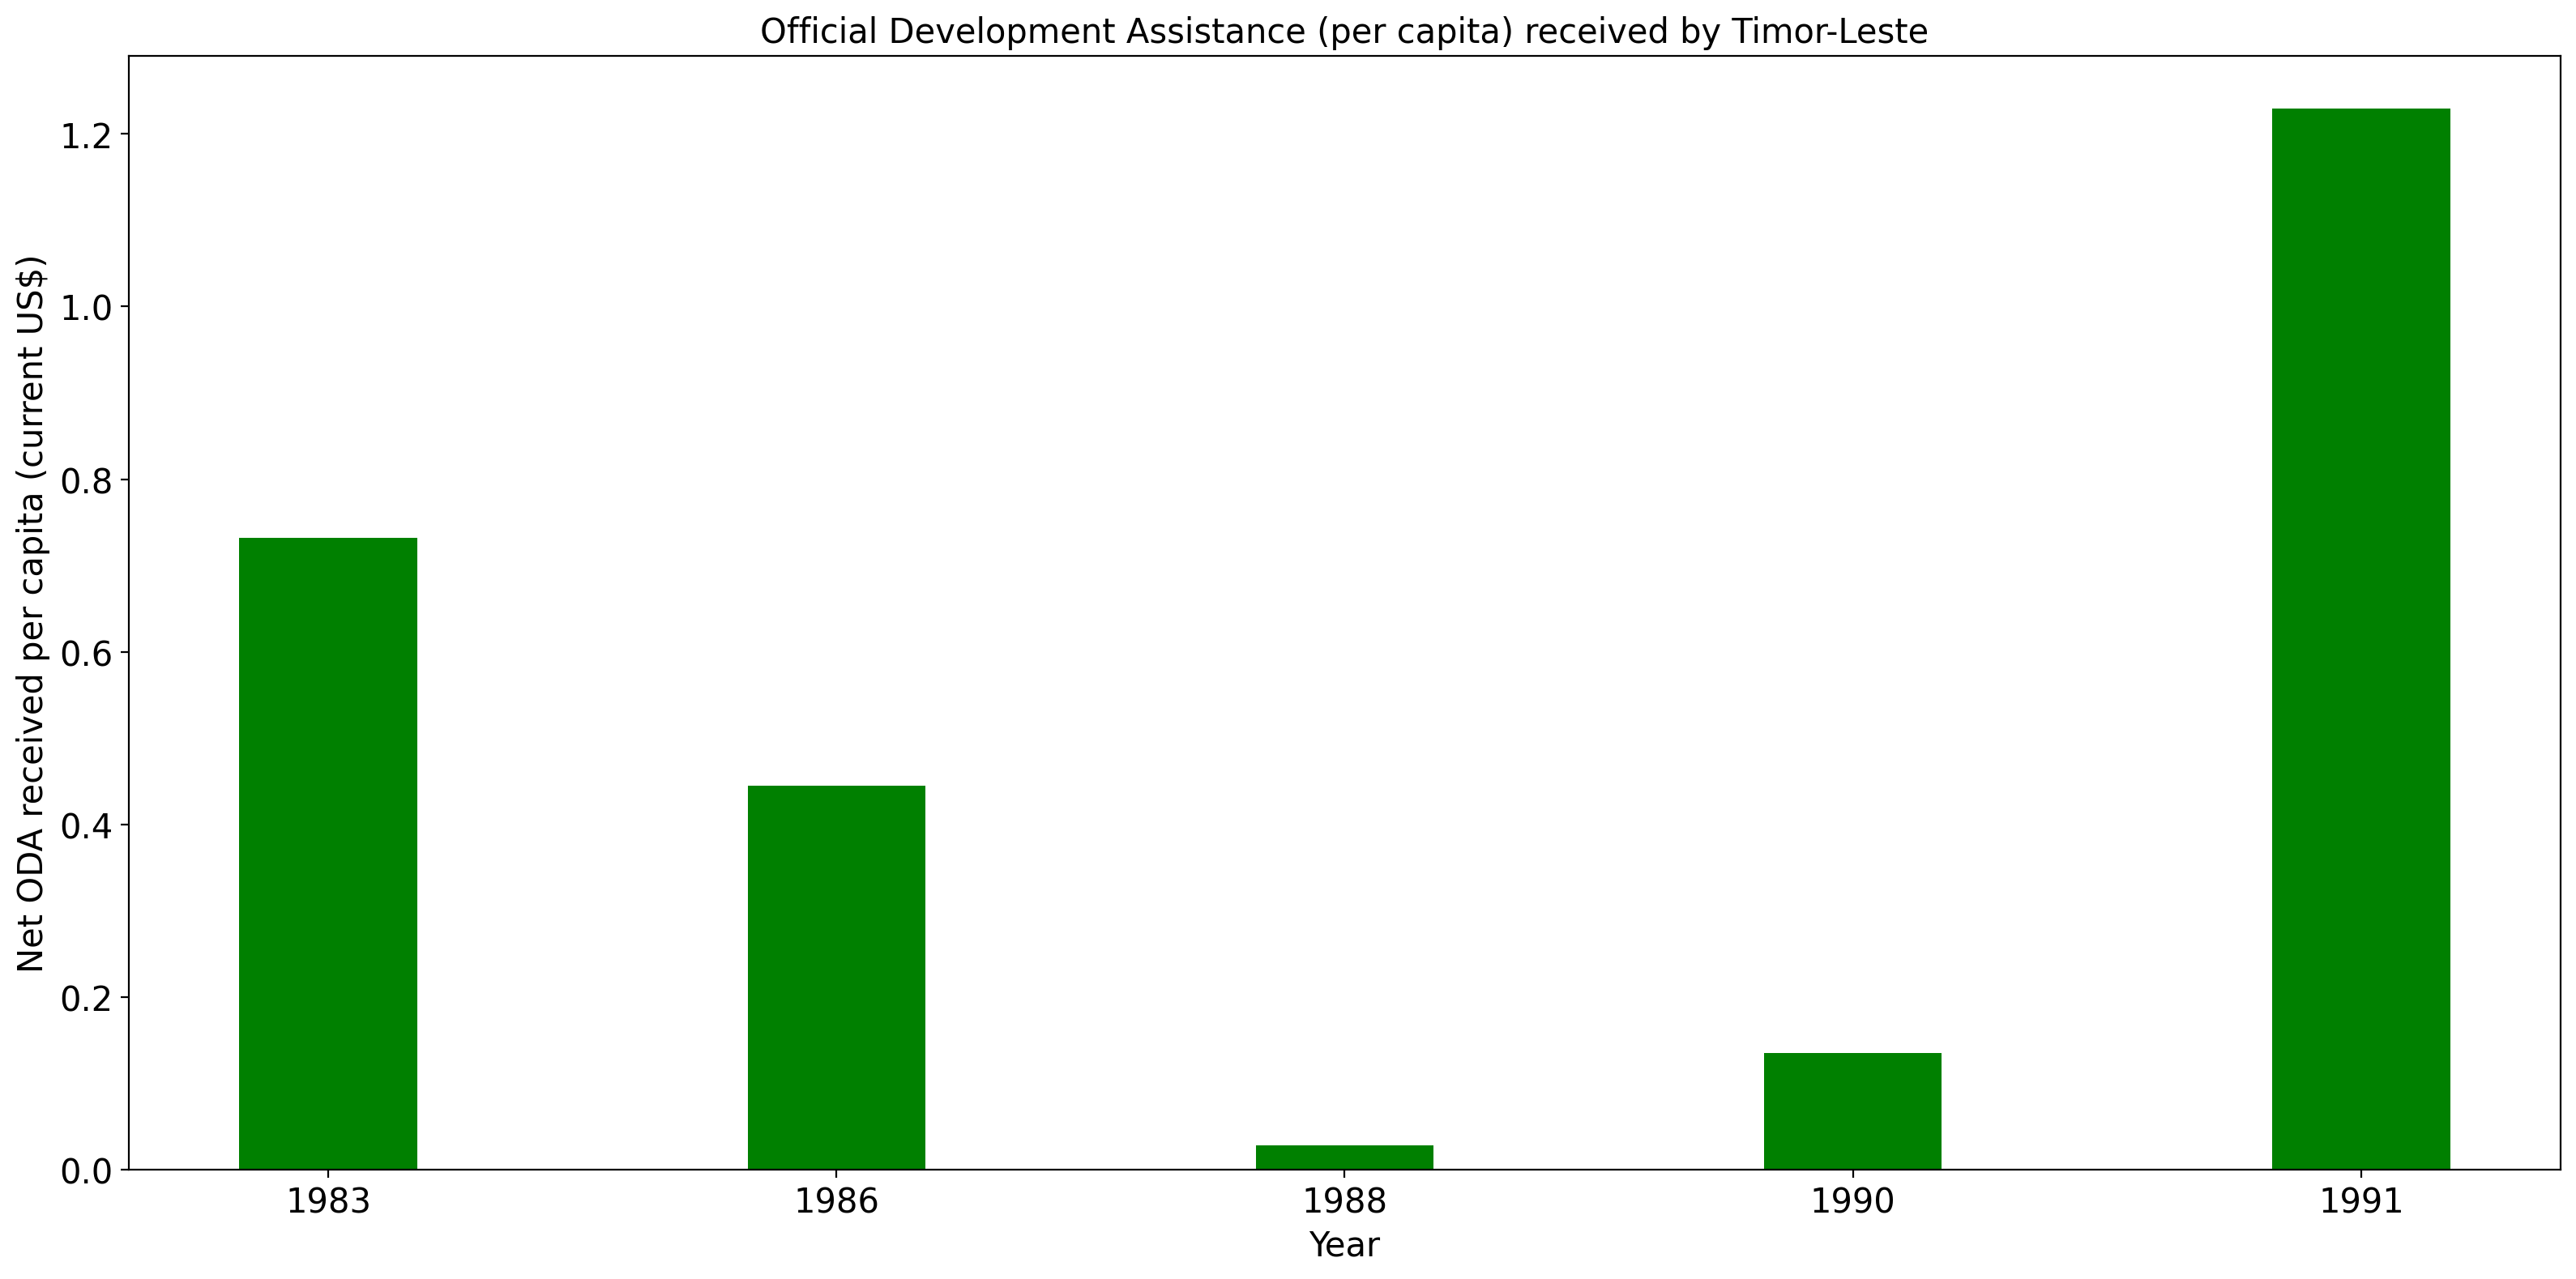 Official Development Assistance (per capita) received by Timor-Leste
Net ODA received per capita (current US$)
1.2
1.0
0.8
0.6
0.4
0.2
0.0
1983 1986 1988 1990 1991
Year